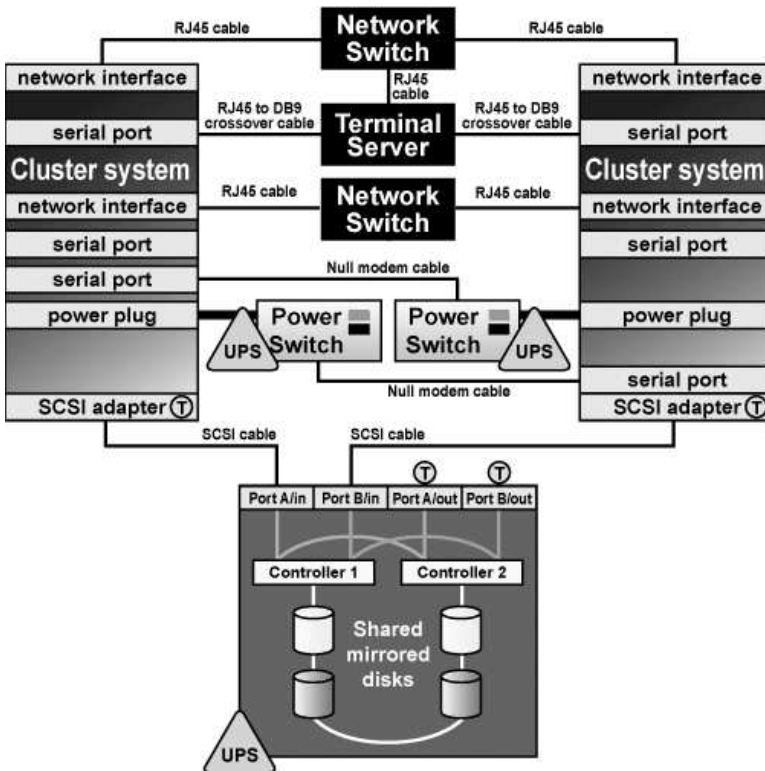 RJ45 cable
Network
Switch
RJ45 cable
network interface
RJ45
cable
network interface
RJ45 to DB9
crossover cable
RJ45 to DB9
crossover cable
serial port
Terminal
Server
serial port
Cluster system
Cluster system
network interface
RJ45 cable
Network
Switch
RJ45 cable
network interface
serial port
serial port
serial port
Null modem cable
power plug
UPS
Power
Switch
Power
Switch
UPS
power plug
Null modem cable
serial port
SCSI adapter T
SCSI adapter T
SCSI cable
SCSI cable
T
T
Port A/in
Port B/in
Port A/out
Port B/out
Controller 1
Controller 2
Shared
mirrored
disks
UPS